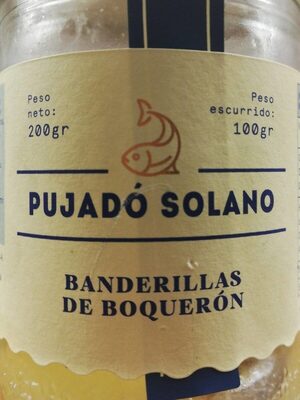 Peso
neto:
200gr
Peso
escurrido:
100gr
PUJADÓ SOLANO
BANDERILLAS
DE BOQUERÓN